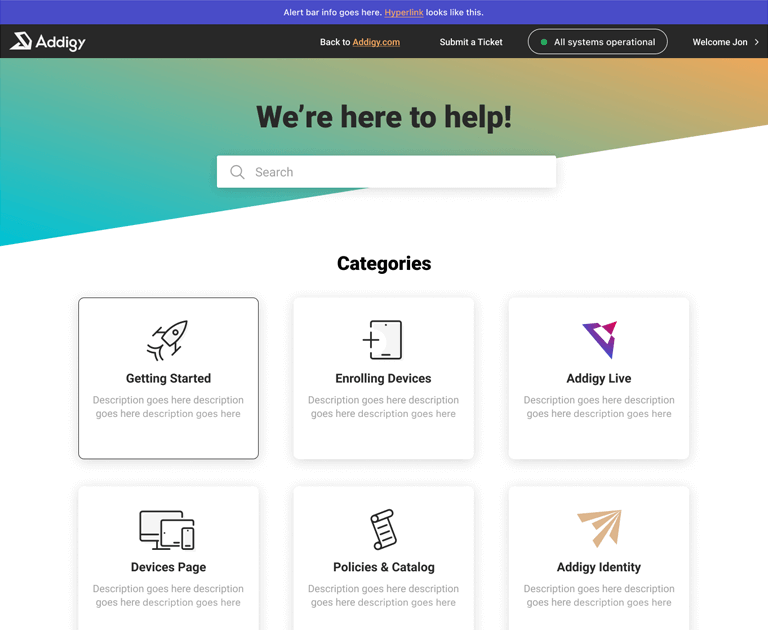 Alert bar info goes here. Hyperlink looks like this.
Addigy
Back to Addigy.com
Submit a Ticket
All systems operational
Welcome Jon
We’re here to help!
Search
Categories
Getting Started
Description goes here description
goes here description goes here
Enrolling Devices
Description goes here description
goes here description goes here
Addigy Live
Description goes here description
goes here description goes here
Devices Page
Description goes here description
goes here description goes here
Policies & Catalog
Description goes here description
goes here description goes here
Addigy Identity
Description goes here description
goes here description goes here